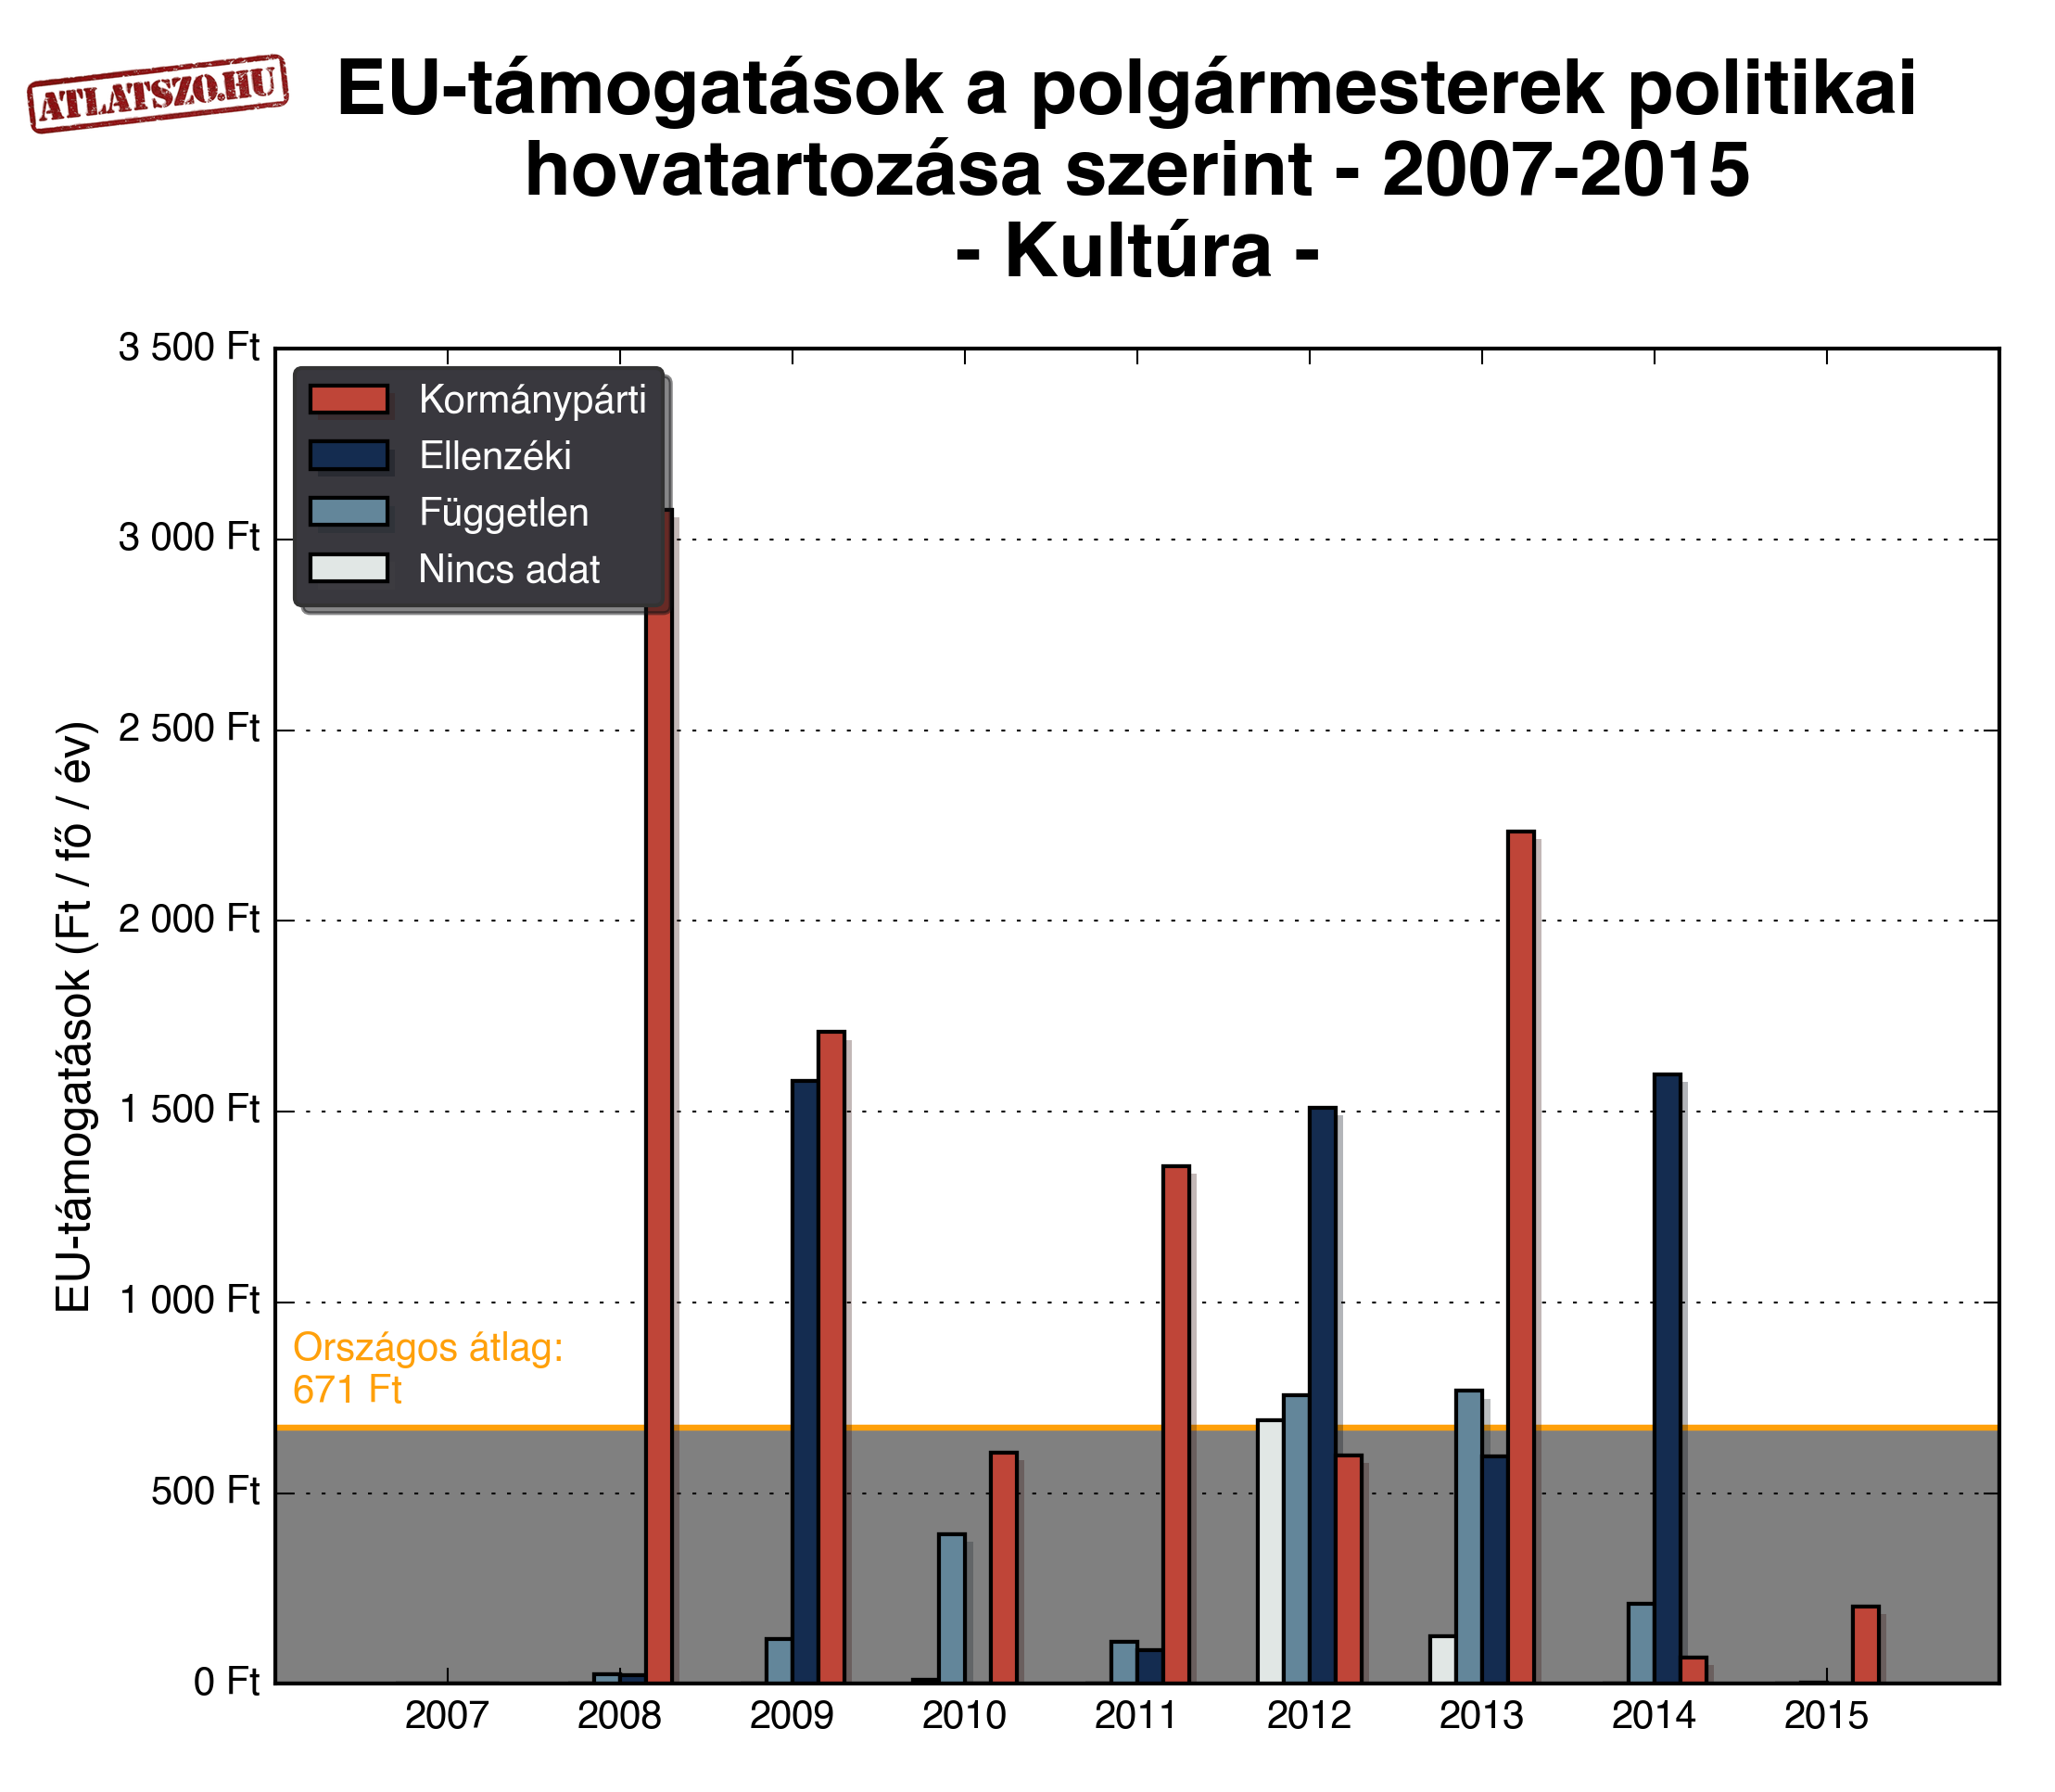 ATLATSZO.HU
EU-támogatások a polgármesterek politikai
hovatartozása szerint - 2007-2015
- Kultúra -
3 500 Ft
3 000 Ft
2 500 Ft
2 000 Ft
1 500 Ft
1 000 Ft
500 Ft
0 Ft
EU-támogatások (Ft / fő / év)
Kormánypárti
Ellenzéki
Független
Nincs adat
Országos átlag:
671 Ft
2007
2008
2009
2010
2011
2012
2013
2014
2015